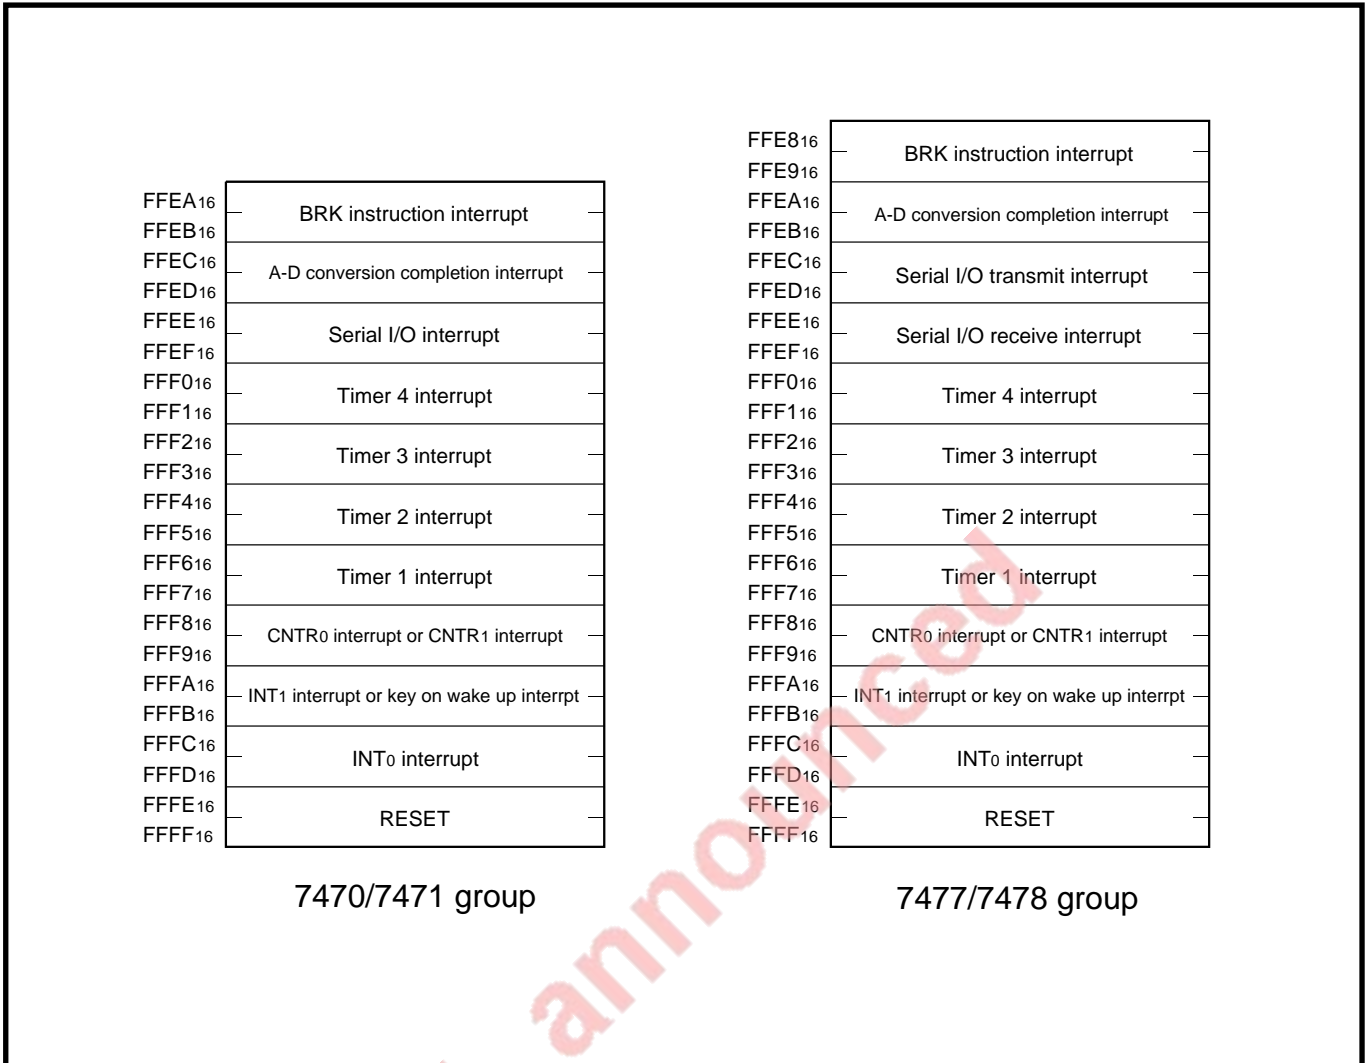 FFEA16
BRK instruction interrupt
FFEB16
FFEC16
A-D conversion completion interrupt
FFED16
FFEE16
Serial I/O interrupt
FFEF16
FFF016
Timer 4 interrupt
FFF116
FFF216
Timer 3 interrupt
FFF316
FFF416
Timer 2 interrupt
FFF516
FFF616
Timer 1 interrupt
FFF716
FFF816
CNTR0 interrupt or CNTR1 interrupt
FFF916
FFFA16
INT1 interrupt or key on wake up interrpt
FFFB16
FFFC16
INT0 interrupt
FFFD16
FFFE16
RESET
FFFF16
7470/7471 group
FFE816
BRK instruction interrupt
FFE916
FFEA16
A-D conversion completion interrupt
FFEB16
FFEC16
Serial I/O transmit interrupt
FFED16
FFEE16
Serial I/O receive interrupt
FFEF16
FFF016
Timer 4 interrupt
FFF116
FFF216
Timer 3 interrupt
FFF316
FFF416
Timer 2 interrupt
FFF516
FFF616
Timer 1 interrupt
FFF716
FFF816
CNTR0 interrupt or CNTR1 interrupt
FFF916
FFFA16
INT1 interrupt or key on wake up interrpt
FFFB16
FFFC16
INT0 interrupt
FFFD16
FFFE16
RESET
FFFF16
7477/7478 group
announced